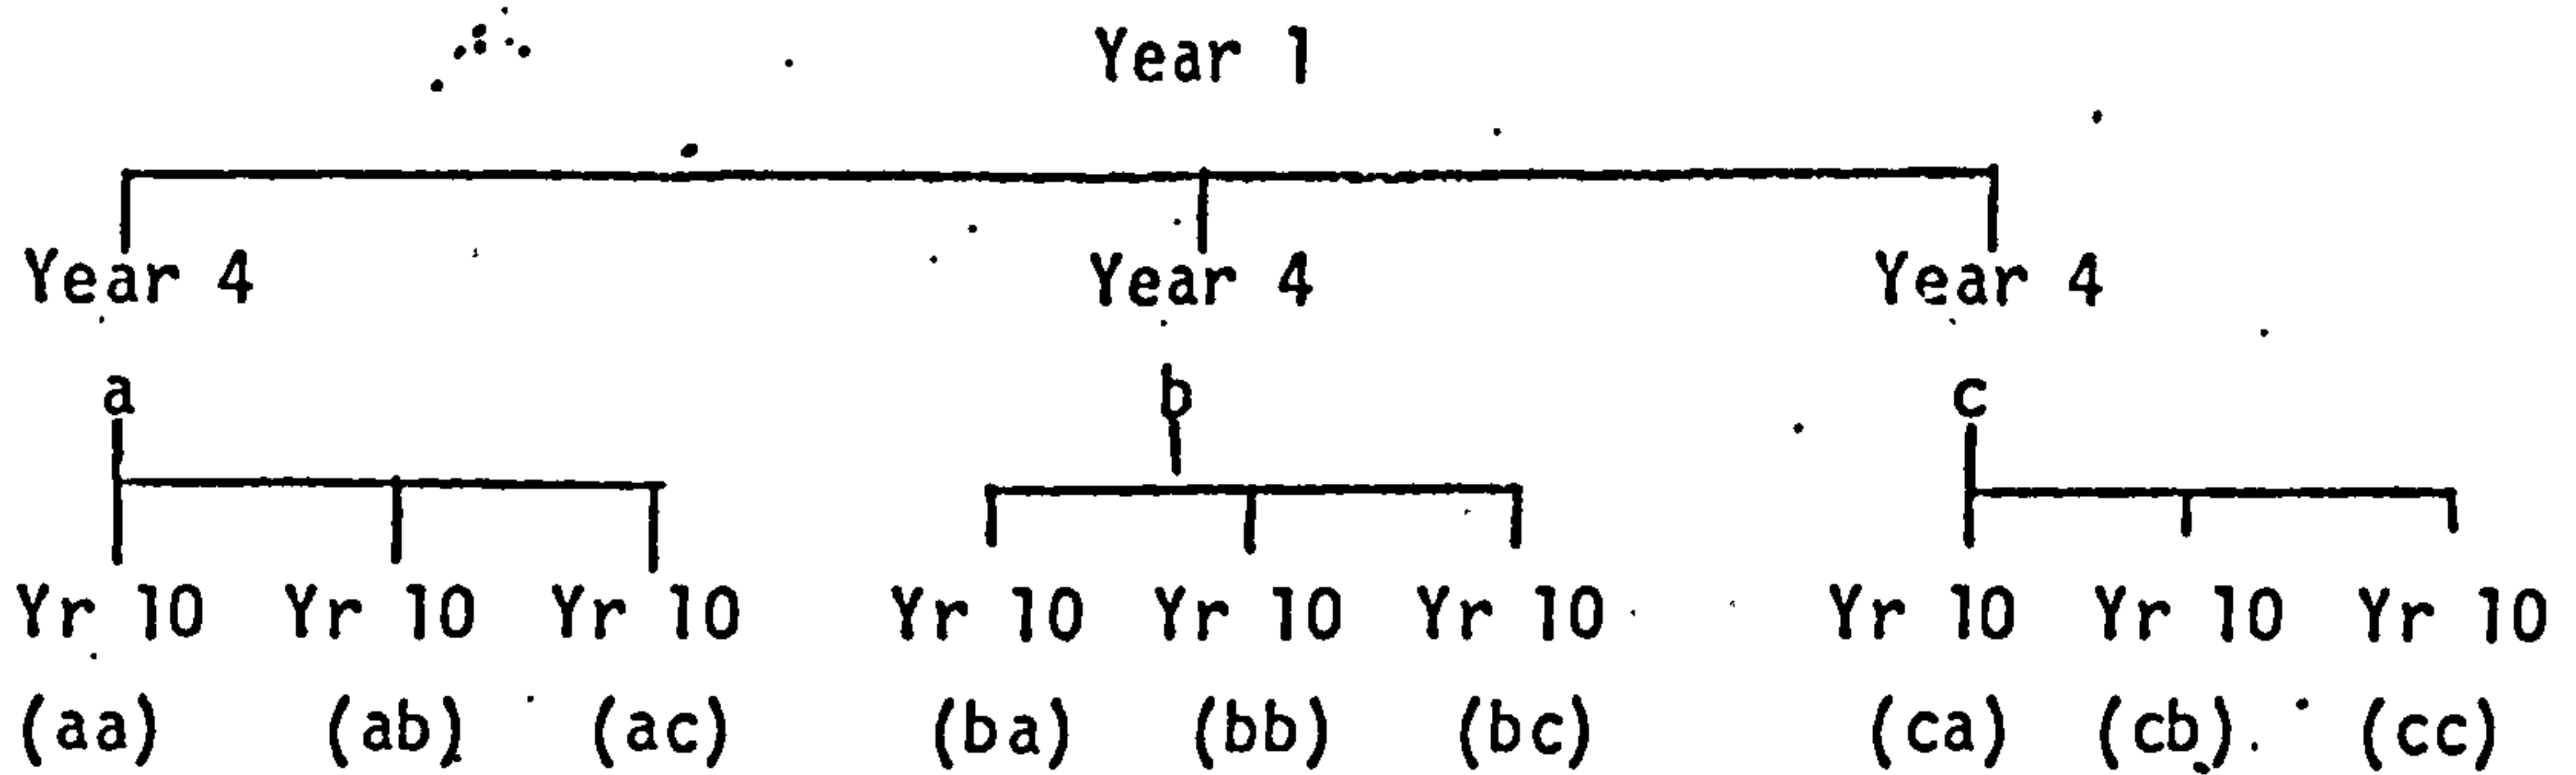 Year 1
Year 4 Year 4 Year 4
a b c
Yr 10 Yr 10 Yr 10 Yr 10 Yr 10 Yr 10 Yr 10 Yr 10 Yr 10
(aa) (ab) (ac) (ba) (bb) (bc) (ca) (cb) (cc)